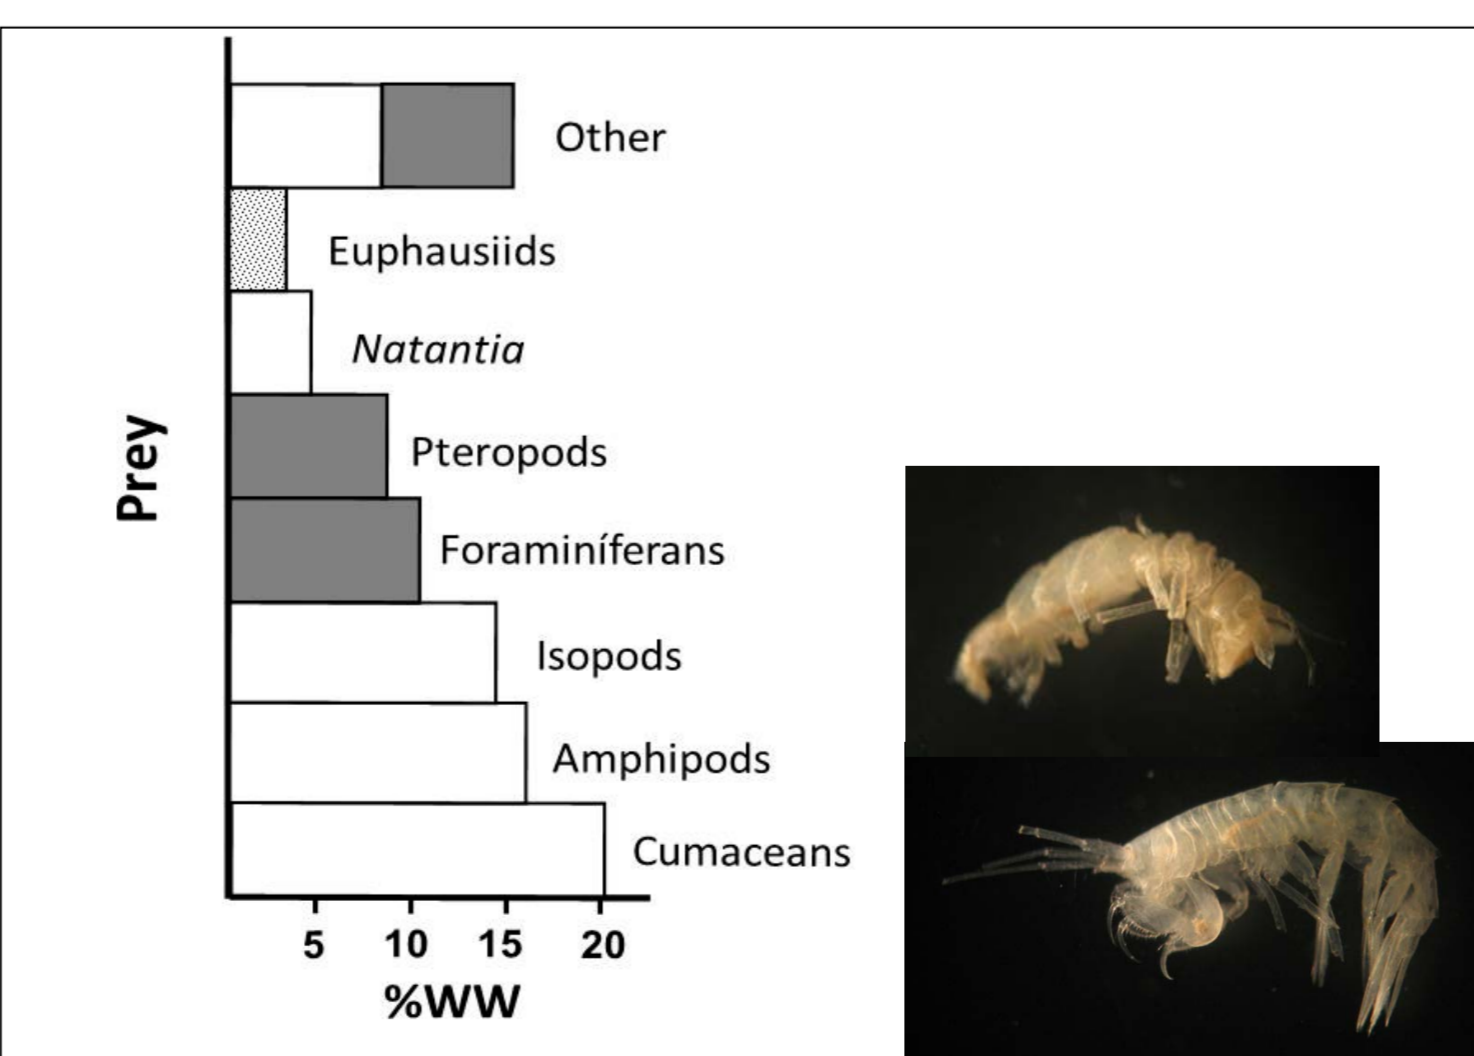 Other
Euphausiids
Natantia
Pteropods
Foraminíferans
Isopods
Amphipods
Cumaceans
Prey
5 10 15 20
%WW